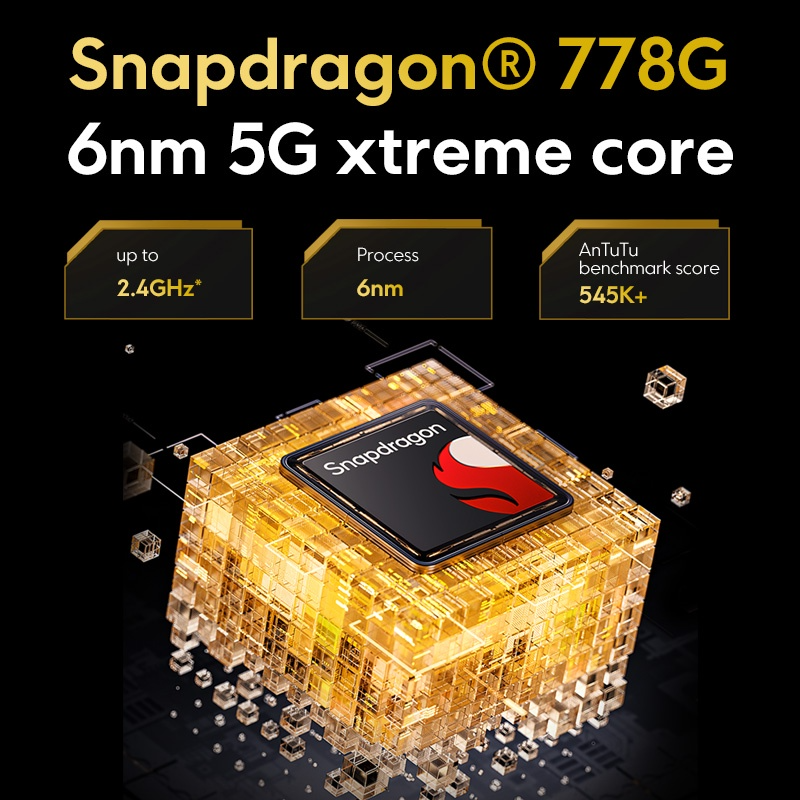 Snapdragon® 778G
6nm 5G xtreme core
up to
2.4GHz*
Process
6nm
AnTuTu
benchmark score
545K+
Snapdragon